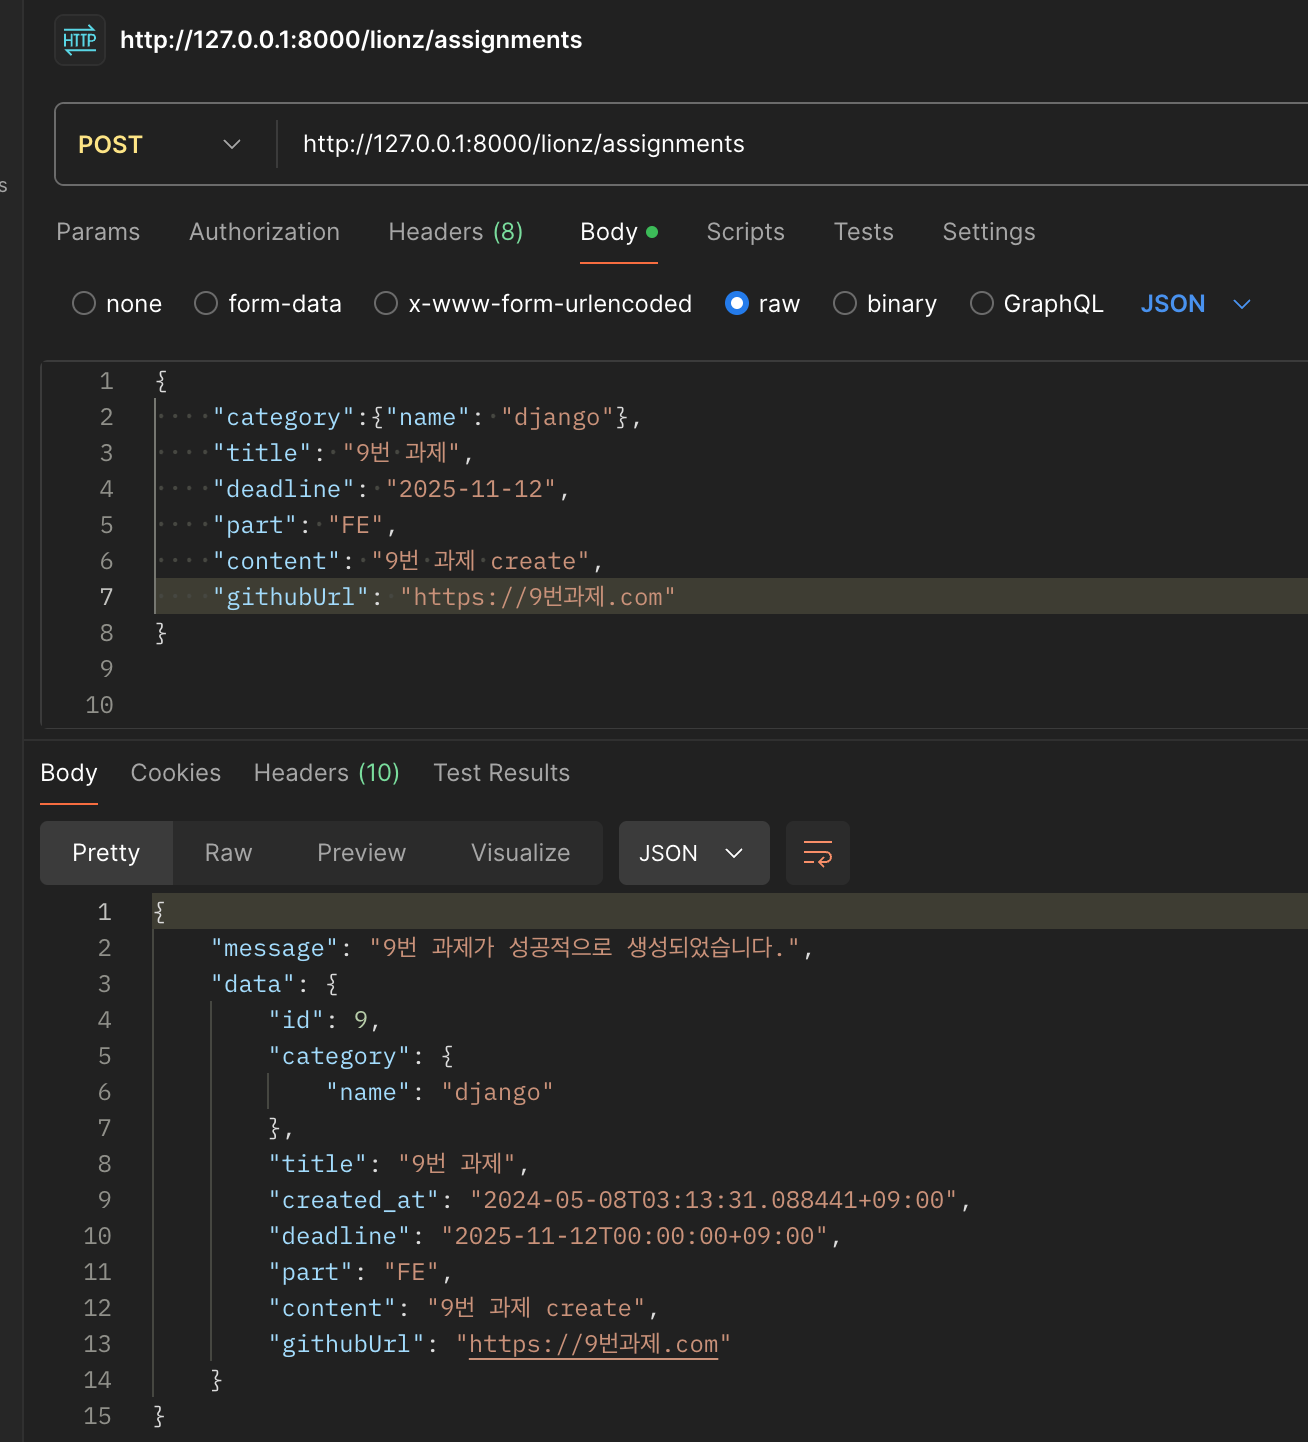 HTTP http://127.0.0.1:8000/lionz/assignments
POST http://127.0.0.1:8000/lionz/assignments
s
Params Authorization Headers (8) Body Scripts Tests Settings
none form-data x-www-form-urlencoded raw binary GraphQL JSON
1 {
2 "category":{"name": "django"},
3 "title": "9번 과제",
4 "deadline": "2025-11-12",
5 "part": "FE",
6 "content": "9번 과제 create",
7 "githubUrl": "https://9번과제.com"
8 }
9
10
Body Cookies Headers (10) Test Results
Pretty Raw Preview Visualize JSON
1 {
2 "message": "9번 과제가 성공적으로 생성되었습니다.",
3 "data": {
4 "id": 9,
5 "category": {
6 "name": "django"
7 },
8 "title": "9번 과제",
9 "created_at": "2024-05-08T03:13:31.088441+09:00",
10 "deadline": "2025-11-12T00:00:00+09:00",
11 "part": "FE",
12 "content": "9번 과제 create",
13 "githubUrl": "https://9번과제.com"
14 }
15 }